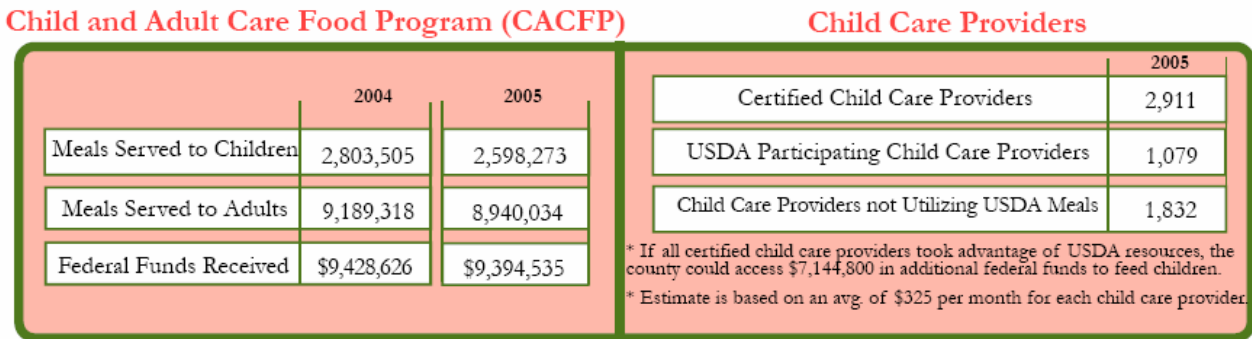 Child and Adult Care Food Program (CACFP)
2004 2005
Meals Served to Children 2,803,505 2,598,273
Meals Served to Adults 9,189,318 8,940,034
Federal Funds Received $9,428,626 $9,394,535
Child Care Providers
2005
Certified Child Care Providers 2,911
USDA Participating Child Care Providers 1,079
Child Care Providers not Utilizing USDA Meals 1,832
* If all certified child care providers took advantage of USDA resources, the
county could access $7,144,800 in additional federal funds to feed children.
* Estimate is based on an avg. of $325 per month for each child care provider.